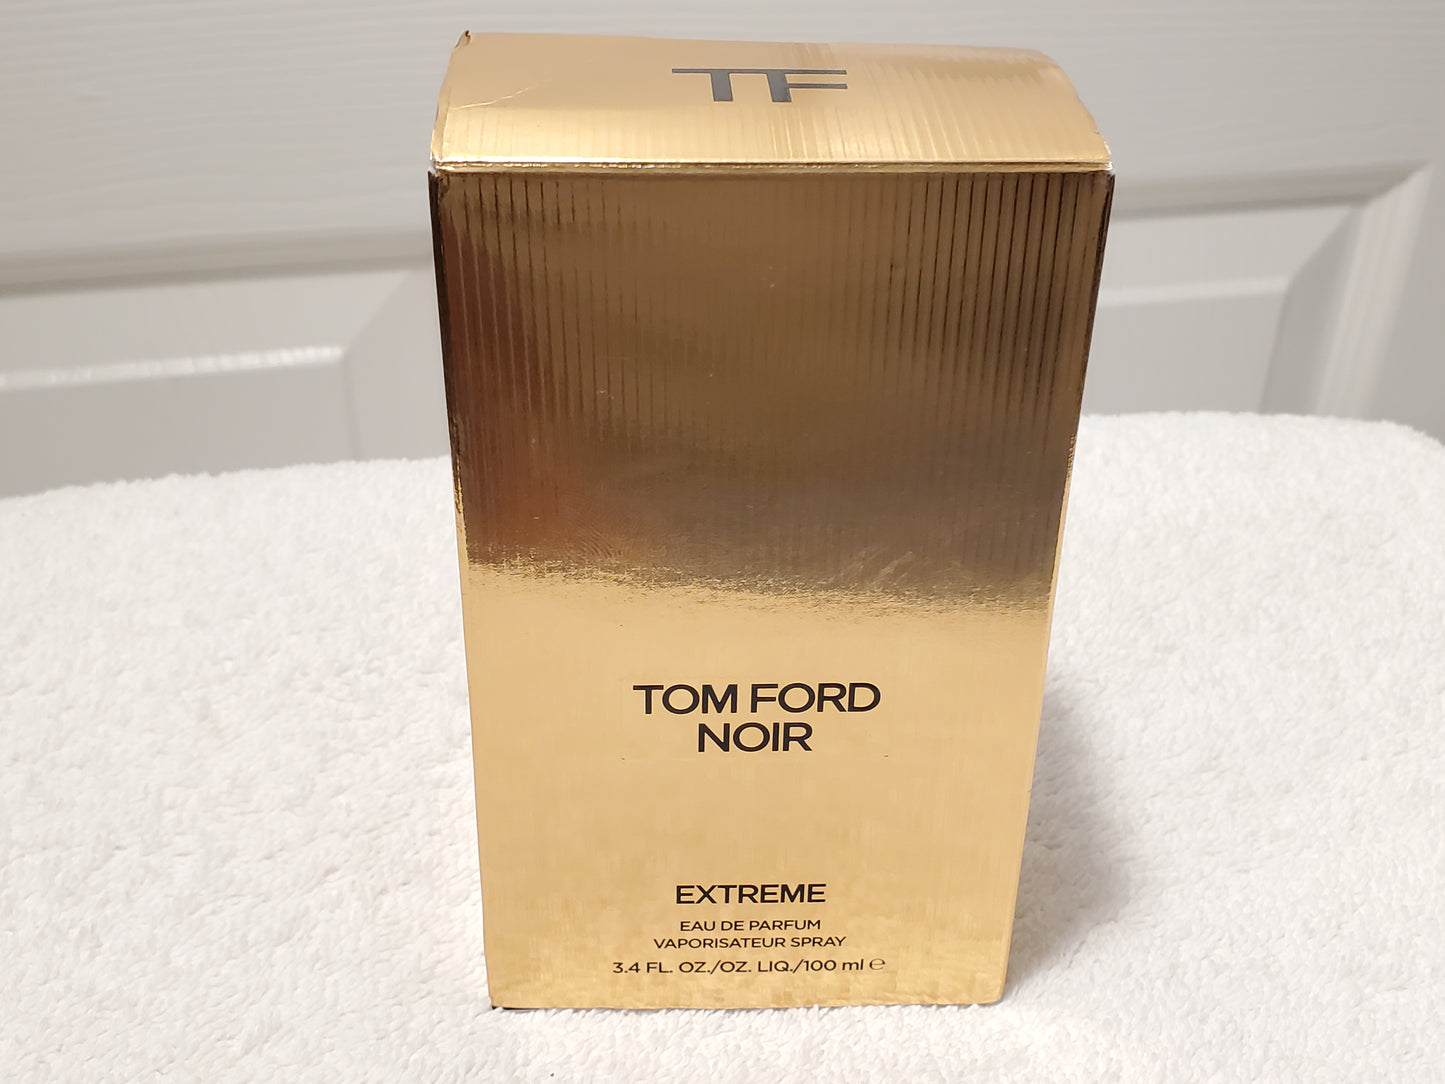 TF
TOM FORD
NOIR
EXTREME
EAU DE PARFUM
VAPORISATEUR SPRAY
3.4 FL. OZ./OZ. LIQ./100 ml ℮